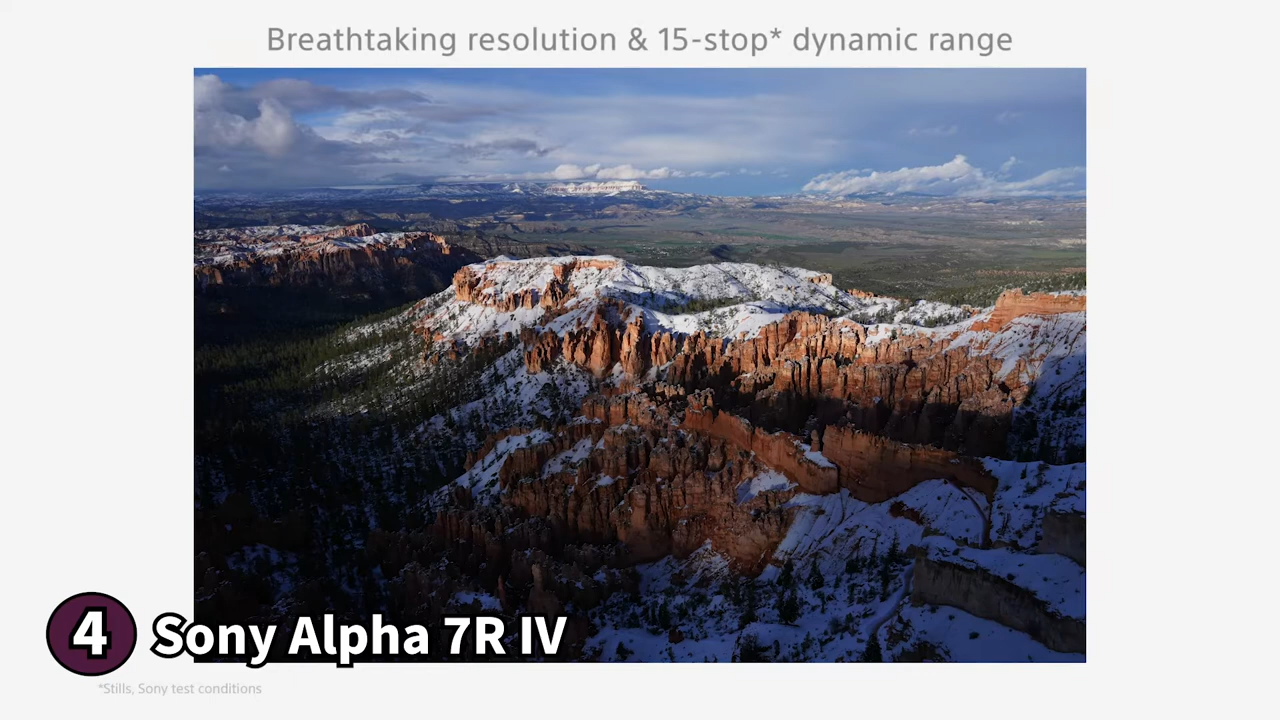 Breathtaking resolution & 15-stop* dynamic range
4 Sony Alpha 7R IV
*Stills, Sony test conditions